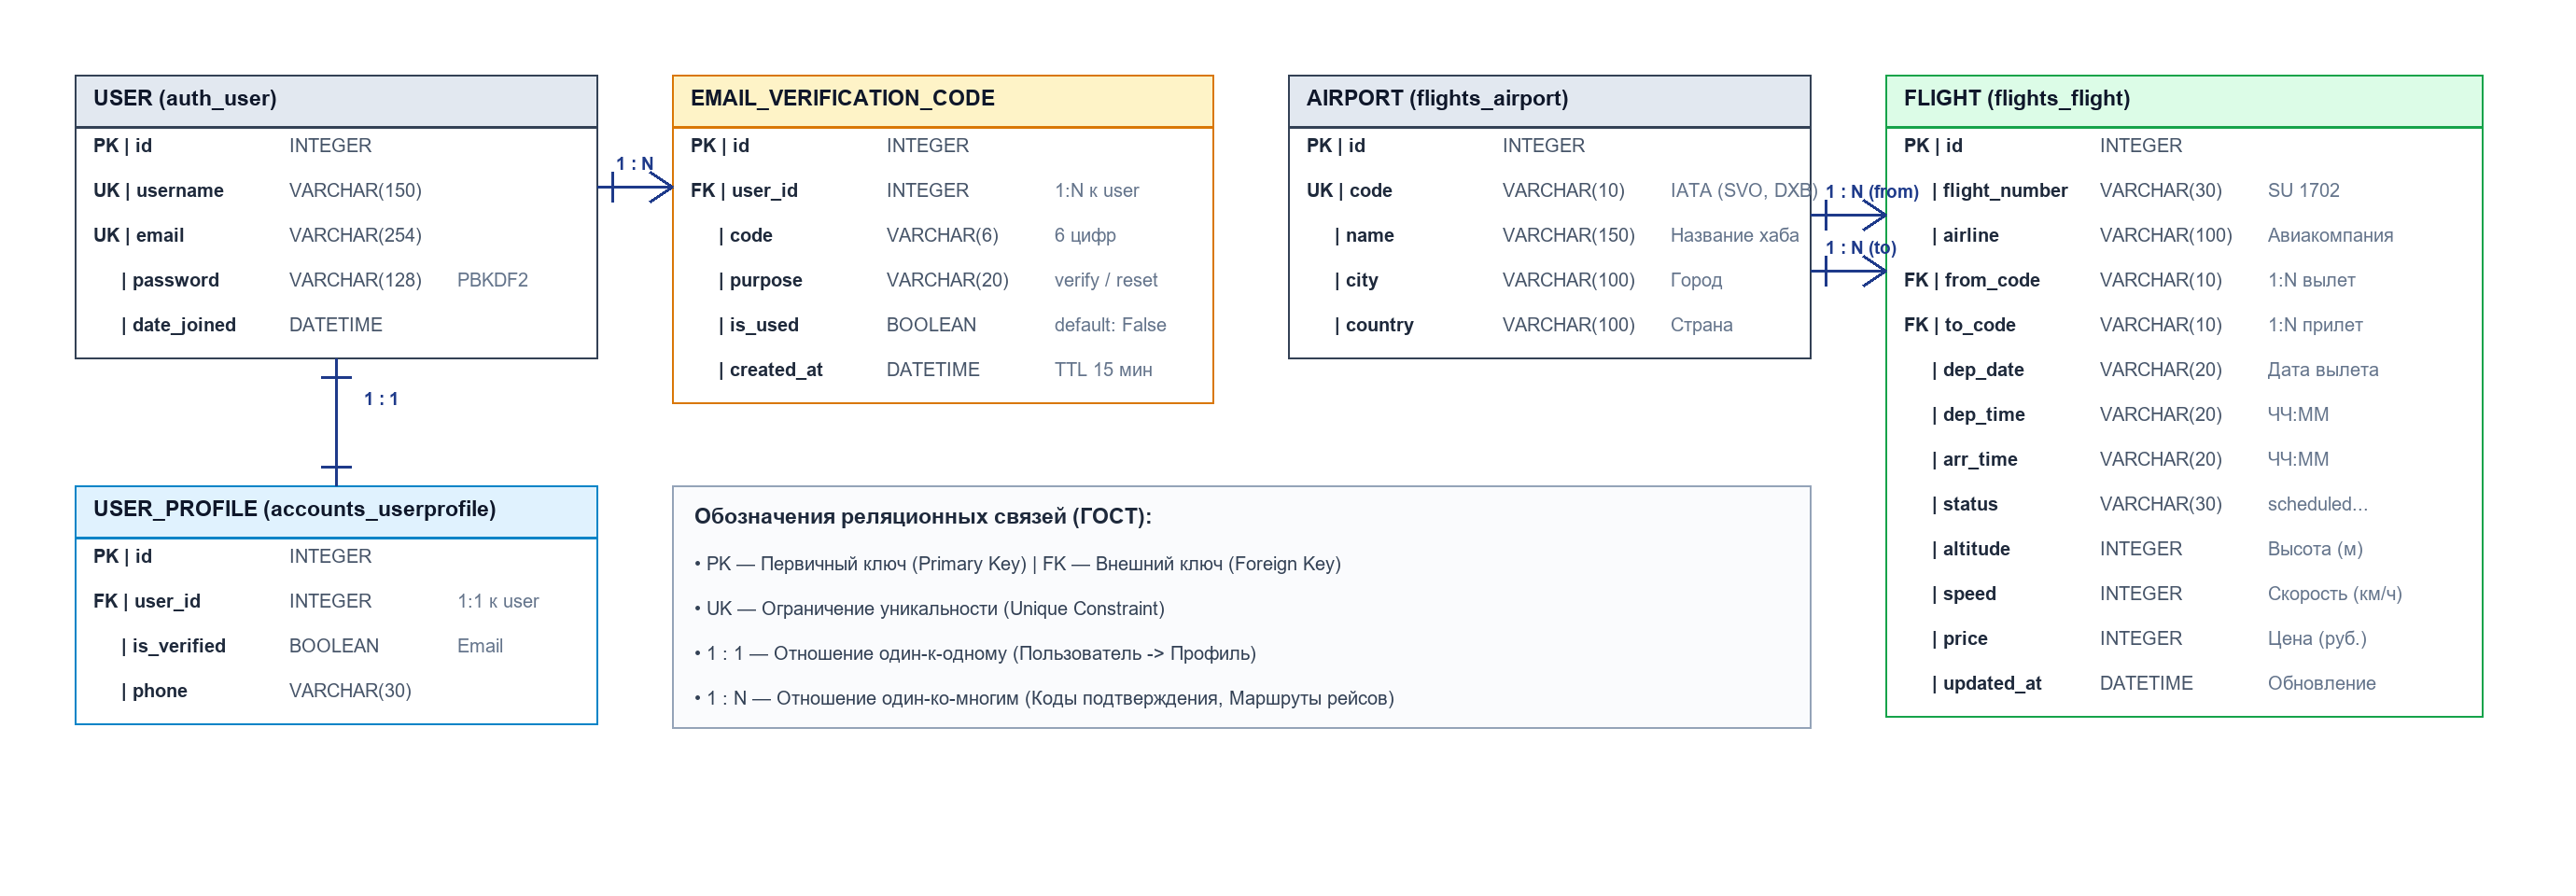 USER (auth_user)
PK | id INTEGER
UK | username VARCHAR(150)
UK | email VARCHAR(254)
| password VARCHAR(128) PBKDF2
| date_joined DATETIME
1 : N
EMAIL_VERIFICATION_CODE
PK | id INTEGER
FK | user_id INTEGER 1:N к user
| code VARCHAR(6) 6 цифр
| purpose VARCHAR(20) verify / reset
| is_used BOOLEAN default: False
| created_at DATETIME TTL 15 мин
AIRPORT (flights_airport)
PK | id INTEGER
UK | code VARCHAR(10) IATA (SVO, DXB)
| name VARCHAR(150) Название хаба
| city VARCHAR(100) Город
| country VARCHAR(100) Страна
1 : N (from)
1 : N (to)
FLIGHT (flights_flight)
PK | id INTEGER
| flight_number VARCHAR(30) SU 1702
| airline VARCHAR(100) Авиакомпания
FK | from_code VARCHAR(10) 1:N вылет
FK | to_code VARCHAR(10) 1:N прилет
| dep_date VARCHAR(20) Дата вылета
| dep_time VARCHAR(20) ЧЧ:ММ
| arr_time VARCHAR(20) ЧЧ:ММ
| status VARCHAR(30) scheduled...
| altitude INTEGER Высота (м)
| speed INTEGER Скорость (км/ч)
| price INTEGER Цена (руб.)
| updated_at DATETIME Обновление
1 : 1
USER_PROFILE (accounts_userprofile)
PK | id INTEGER
FK | user_id INTEGER 1:1 к user
| is_verified BOOLEAN Email
| phone VARCHAR(30)
Обозначения реляционных связей (ГОСТ):
• PK — Первичный ключ (Primary Key) | FK — Внешний ключ (Foreign Key)
• UK — Ограничение уникальности (Unique Constraint)
• 1 : 1 — Отношение один-к-одному (Пользователь -> Профиль)
• 1 : N — Отношение один-ко-многим (Коды подтверждения, Маршруты рейсов)